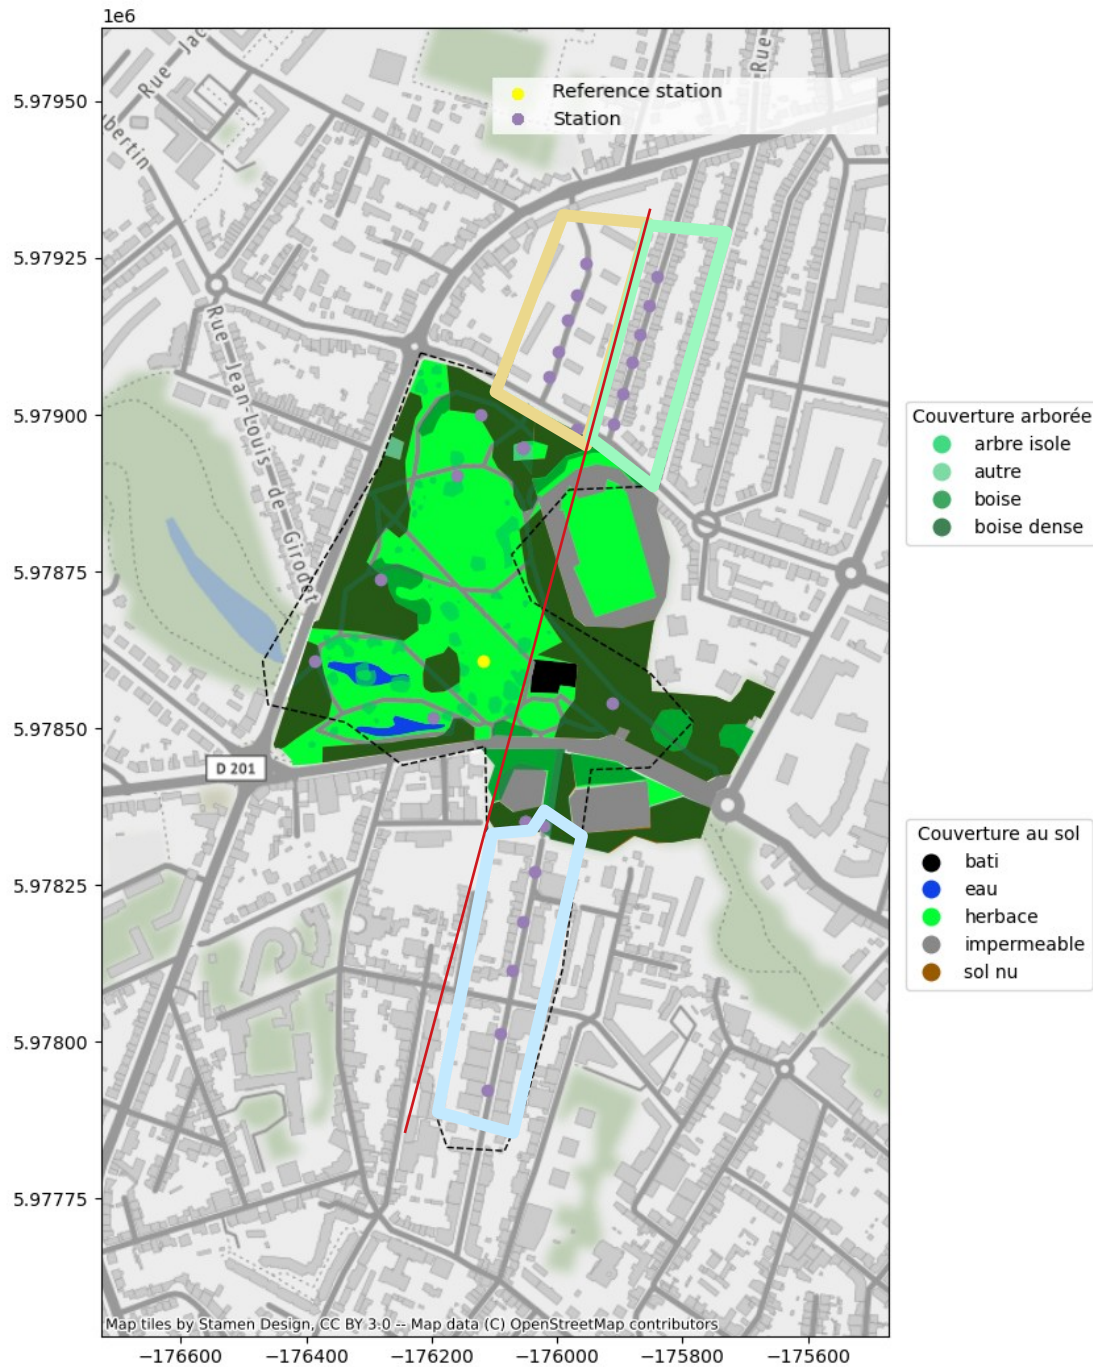 1e6
5.97950
5.97925
5.97900
5.97875
5.97850
5.97825
5.97800
5.97775
−176600
−176400
−176200
−176000
−175800
−175600
Reference station
Station
Rue Jac
bertin
Rue
Rue Jean-Louis de Girodet
D 201
Couverture arborée
arbre isole
autre
boise
boise dense
Couverture au sol
bati
eau
herbace
impermeable
sol nu
Map tiles by Stamen Design, CC BY 3.0 -- Map data (C) OpenStreetMap contributors